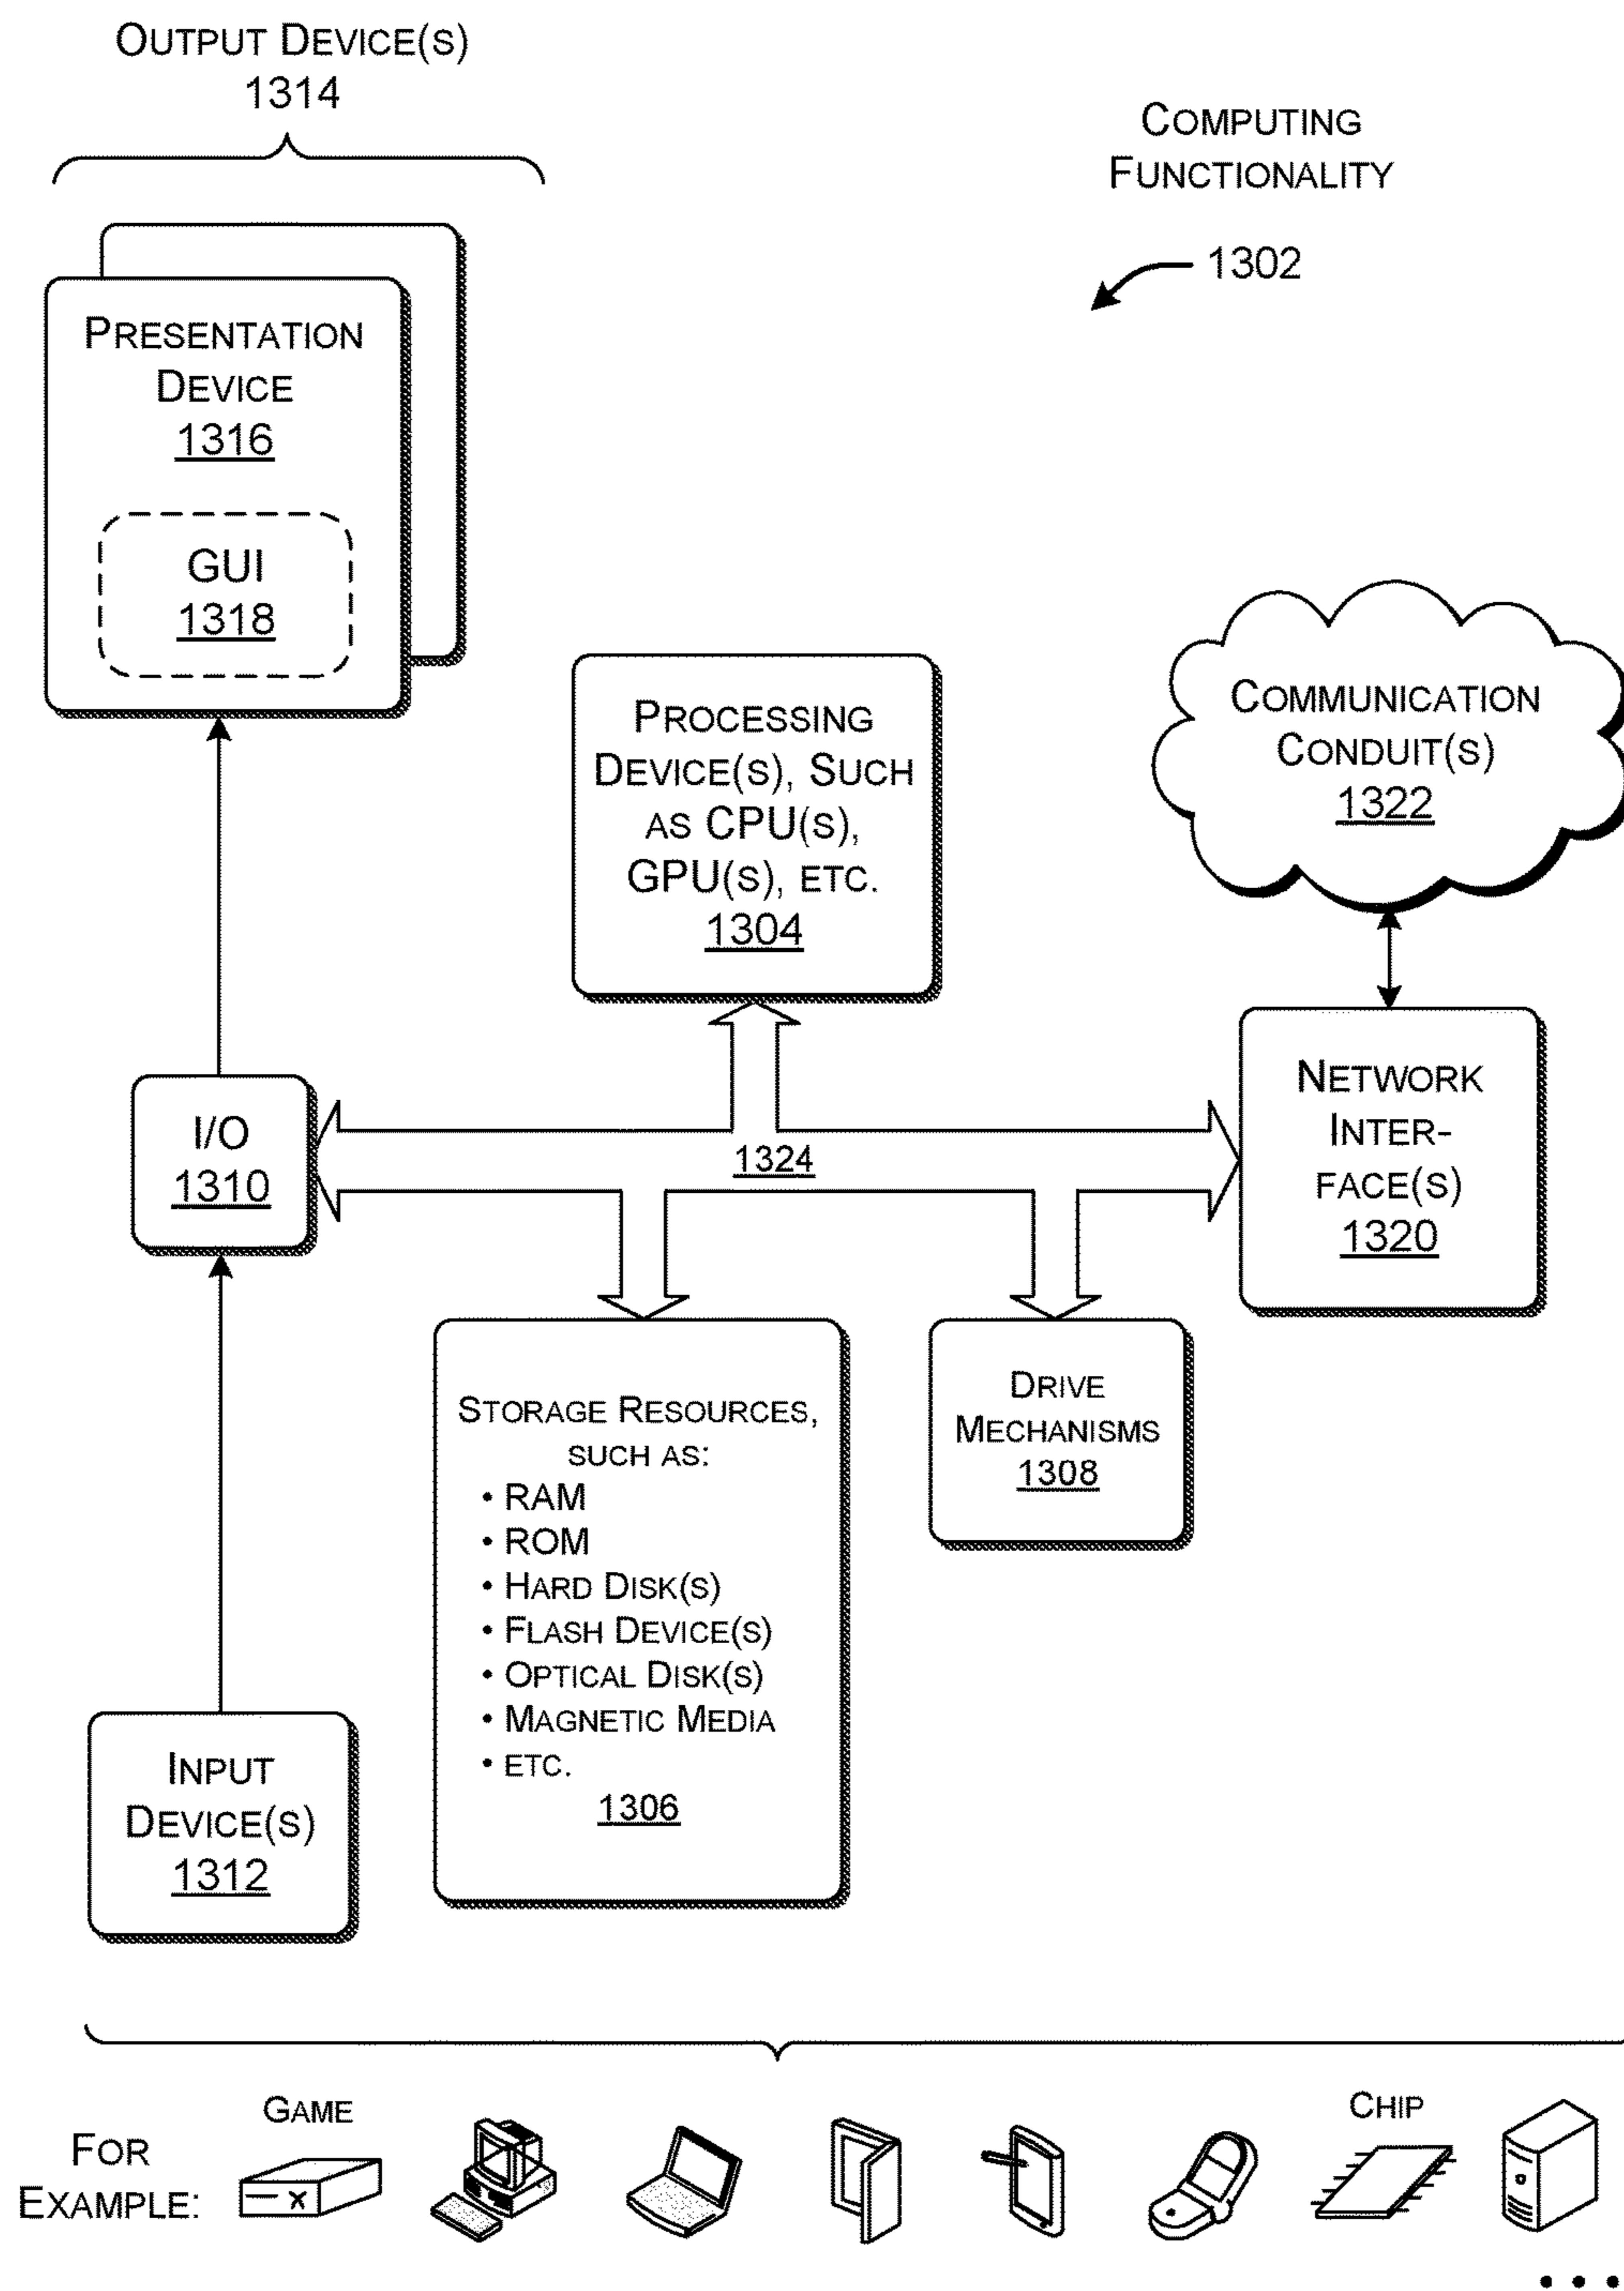 OUTPUT DEVICE(S)
1314
COMPUTING
FUNCTIONALITY
1302
PRESENTATION
DEVICE
1316
GUI
1318
PROCESSING
DEVICE(S), SUCH
AS CPU(S),
GPU(S), ETC.
1304
COMMUNICATION
CONDUIT(S)
1322
I/O
1310
1324
NETWORK
INTER-
FACE(S)
1320
STORAGE RESOURCES,
SUCH AS:
• RAM
• ROM
• HARD DISK(S)
• FLASH DEVICE(S)
• OPTICAL DISK(S)
• MAGNETIC MEDIA
• ETC.
1306
DRIVE
MECHANISMS
1308
INPUT
DEVICE(S)
1312
FOR
EXAMPLE:
GAME
CHIP
• • •